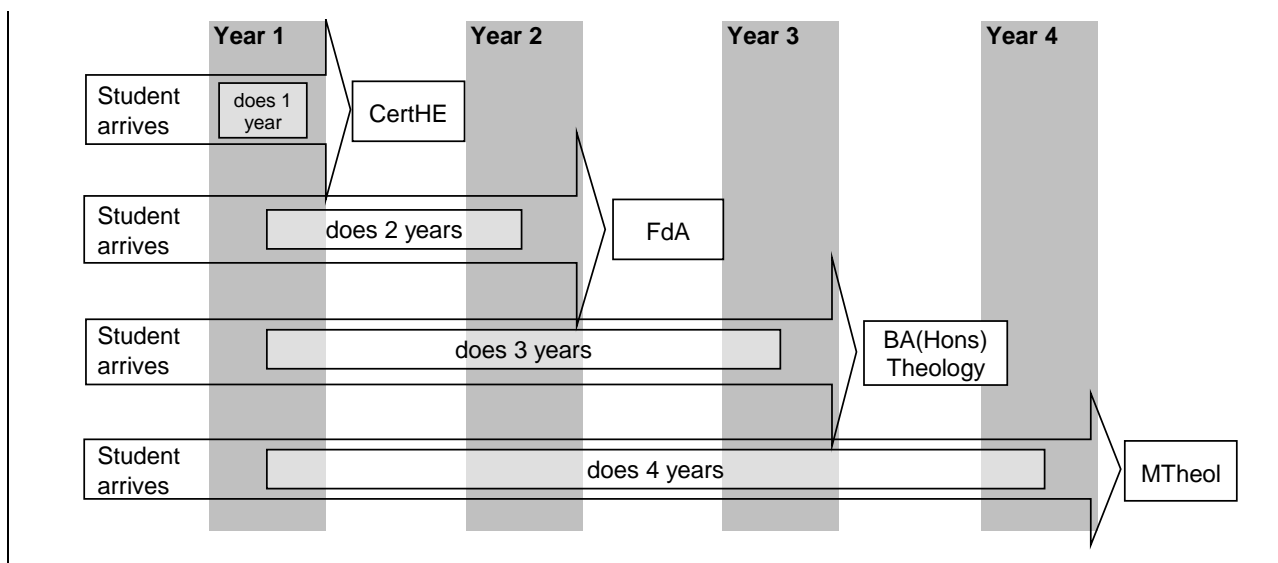 Year 1 Year 2 Year 3 Year 4
Student
arrives
does 1
year
CertHE
Student
arrives
does 2 years
FdA
Student
arrives
does 3 years
BA(Hons)
Theology
Student
arrives
does 4 years
MTheol